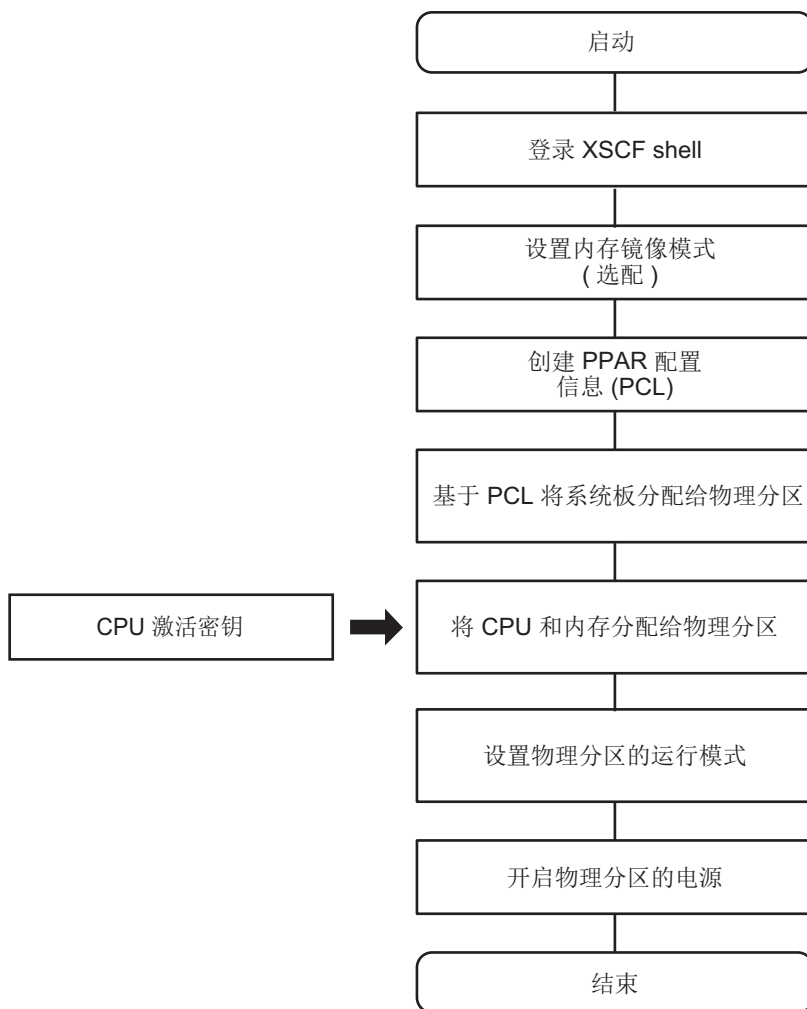 启动
登录 XSCF shell
设置内存镜像模式
( 选配 )
创建 PPAR 配置
信息 (PCL)
基于 PCL 将系统板分配给物理分区
CPU 激活密钥
将 CPU 和内存分配给物理分区
设置物理分区的运行模式
开启物理分区的电源
结束